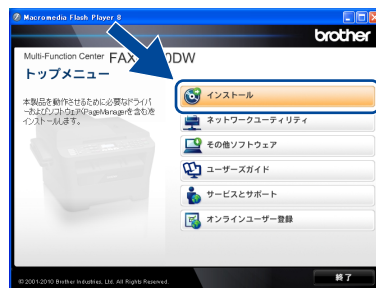 Macromedia Flash Player 8
brother
Multi-Function Center FAX DW
トップメニュー
本製品を動作させるために必要なドライバ
ーおよびソフトウェア(PageManagerを含む)を
インストールします。
インストール
ネットワークユーティリティ
その他ソフトウェア
ユーザーズガイド
サービスとサポート
オンラインユーザー登録
© 2001-2010 Brother Industries, Ltd. All Rights Reserved.
終了